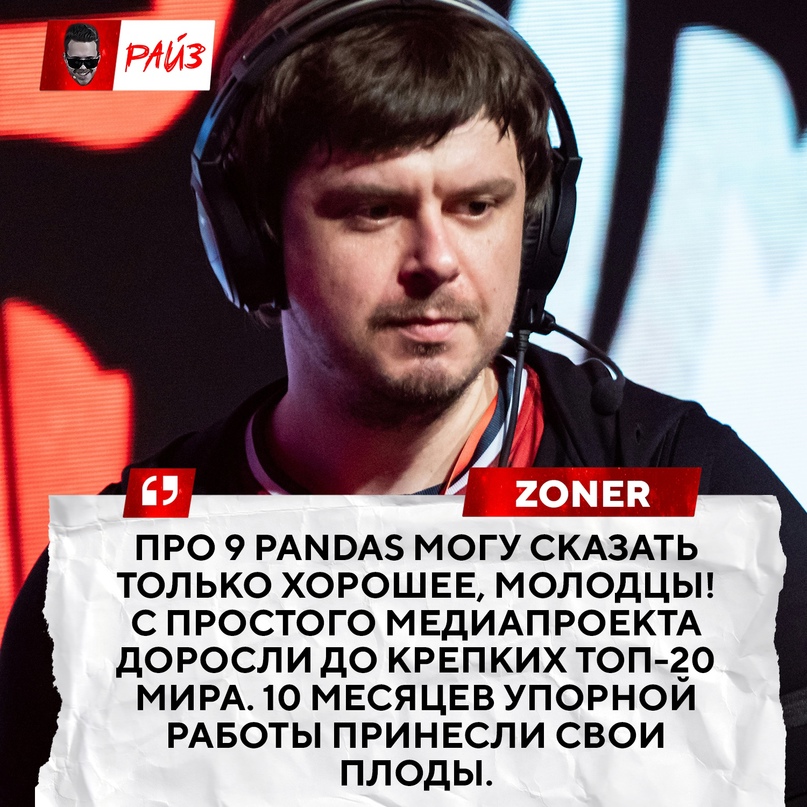 РАЙЗ
ZONER
ПРО 9 PANDAS МОГУ СКАЗАТЬ
ТОЛЬКО ХОРОШЕЕ, МОЛОДЦЫ!
С ПРОСТОГО МЕДИАПРОЕКТА
ДОРОСЛИ ДО КРЕПКИХ ТОП-20
МИРА. 10 МЕСЯЦЕВ УПОРНОЙ
РАБОТЫ ПРИНЕСЛИ СВОИ
ПЛОДЫ.